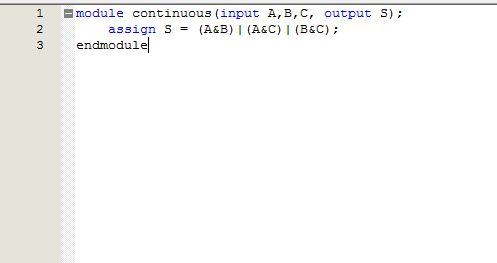 1 module continuous(input A,B,C, output S);
2 assign S = (A&B)|(A&C)|(B&C);
3 endmodule